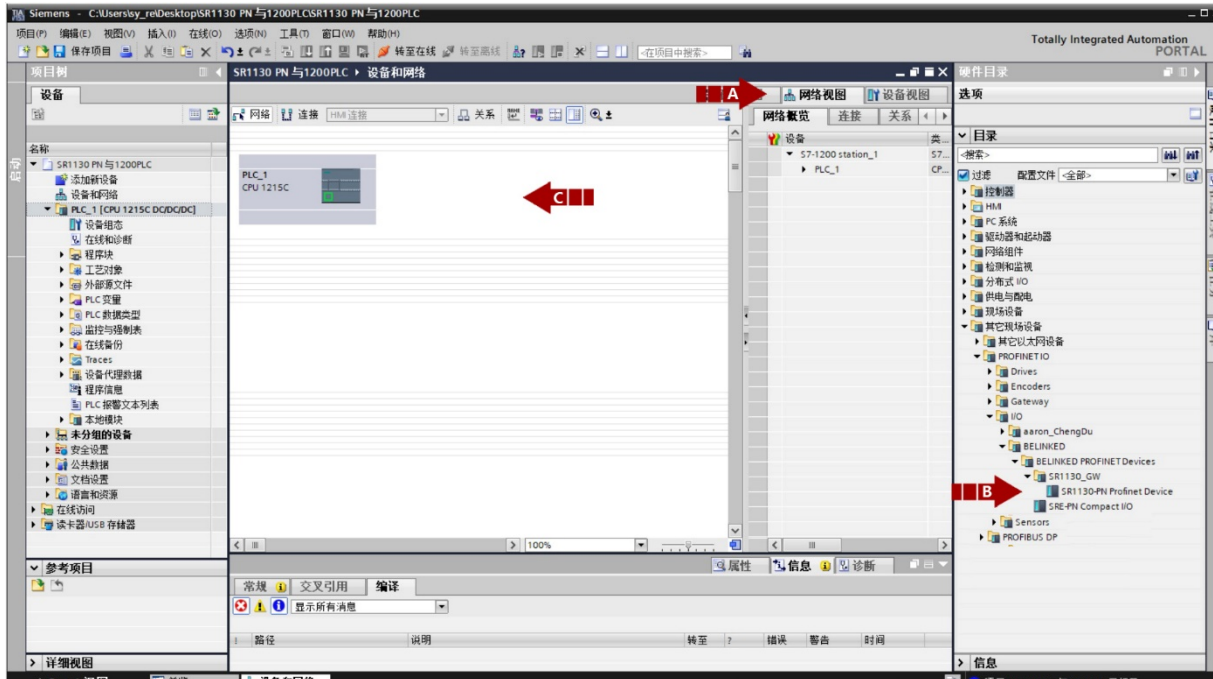 Siemens - C:\Users\sy_re\Desktop\SR1130 PN 与1200PLC\SR1130 PN 与1200PLC
项目(P) 编辑(E) 视图(V) 插入(I) 在线(O) 选项(N) 工具(T) 窗口(W) 帮助(H)
Totally Integrated Automation
PORTAL
保存项目 转至在线 转至离线 <在项目中搜索>
项目树
设备
名称
SR1130 PN 与1200PLC
添加新设备
设备和网络
PLC_1 [CPU 1215C DC/DC/DC]
设备组态
在线和诊断
程序块
工艺对象
外部源文件
PLC 变量
PLC 数据类型
监控与强制表
在线备份
Traces
设备代理数据
程序信息
PLC 报警文本列表
本地模块
未分组的设备
安全设置
公共数据
文档设置
语言和资源
在线访问
读卡器/USB 存储器
参考项目
详细视图
SR1130 PN 与1200PLC ▸ 设备和网络
A
网络视图 设备视图
网络 连接 HMI 连接 关系
PLC_1
CPU 1215C
C
100%
网络概览 连接 关系
设备 类...
S7-1200 station_1 S7...
PLC_1 CP...
属性 信息 诊断
常规 交叉引用 编译
显示所有消息
! 路径 说明 转至 ? 错误 警告 时间
硬件目录
选项
目录
<搜索>
过滤 配置文件 <全部>
控制器
HMI
PC 系统
驱动器和起动器
网络组件
检测和监视
分布式 I/O
供电与配电
现场设备
其它现场设备
其它以太网设备
PROFINET IO
Drives
Encoders
Gateway
I/O
aaron_ChengDu
BELINKED
BELINKED PROFINET Devices
SR1130_GW
B
SR1130-PN Profinet Device
SRE-PN Compact I/O
Sensors
PROFIBUS DP
信息